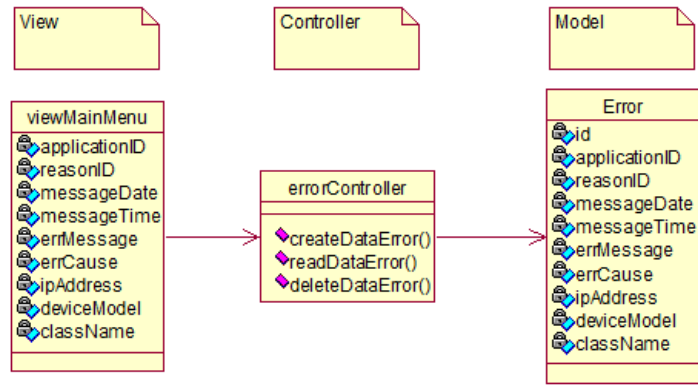 View
Controller
Model
viewMainMenu
applicationID
reasonID
messageDate
messageTime
errMessage
errCause
ipAddress
deviceModel
className
errorController
createDataError()
readDataError()
deleteDataError()
Error
id
applicationID
reasonID
messageDate
messageTime
errMessage
errCause
ipAddress
deviceModel
className